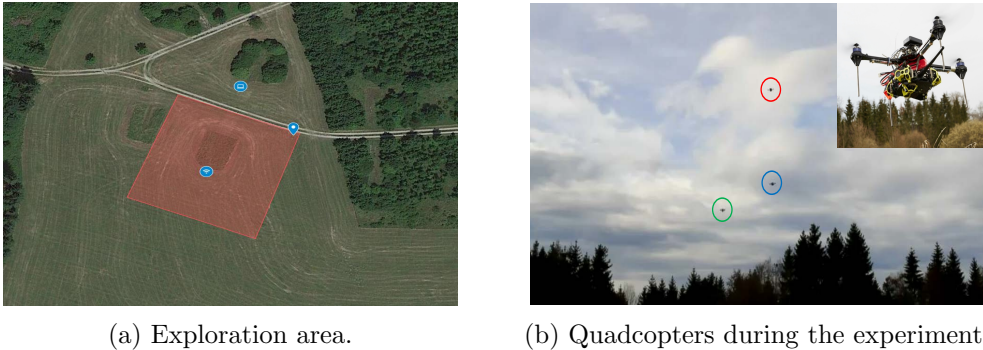 (a) Exploration area.
(b) Quadcopters during the experiment